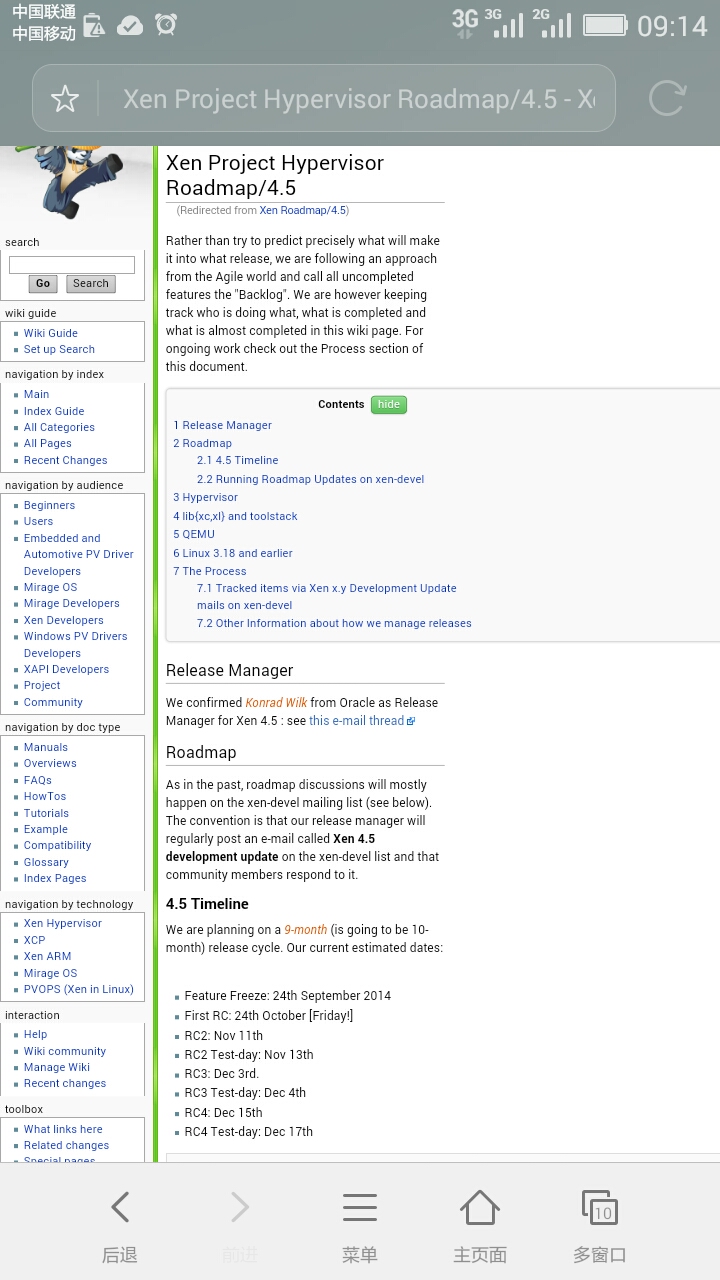 中国联通
中国移动
3G 3G 2G 09:14
Xen Project Hypervisor Roadmap/4.5 - X
search
Go Search
wiki guide
Wiki Guide
Set up Search
navigation by index
Main
Index Guide
All Categories
All Pages
Recent Changes
navigation by audience
Beginners
Users
Embedded and
Automotive PV Driver
Developers
Mirage OS
Mirage Developers
Xen Developers
Windows PV Drivers
Developers
XAPI Developers
Project
Community
navigation by doc type
Manuals
Overviews
FAQs
HowTos
Tutorials
Example
Compatibility
Glossary
Index Pages
navigation by technology
Xen Hypervisor
XCP
Xen ARM
Mirage OS
PVOPS (Xen in Linux)
interaction
Help
Wiki community
Manage Wiki
Recent changes
toolbox
What links here
Related changes
Special pages
Xen Project Hypervisor
Roadmap/4.5
(Redirected from Xen Roadmap/4.5)
Rather than try to predict precisely what will make
it into what release, we are following an approach
from the Agile world and call all uncompleted
features the "Backlog". We are however keeping
track who is doing what, what is completed and
what is almost completed in this wiki page. For
ongoing work check out the Process section of
this document.
Contents hide
1 Release Manager
2 Roadmap
2.1 4.5 Timeline
2.2 Running Roadmap Updates on xen-devel
3 Hypervisor
4 lib{xc,xl} and toolstack
5 QEMU
6 Linux 3.18 and earlier
7 The Process
7.1 Tracked items via Xen x.y Development Update
mails on xen-devel
7.2 Other Information about how we manage releases
Release Manager
We confirmed Konrad Wilk from Oracle as Release
Manager for Xen 4.5 : see this e-mail thread
Roadmap
As in the past, roadmap discussions will mostly
happen on the xen-devel mailing list (see below).
The convention is that our release manager will
regularly post an e-mail called Xen 4.5
development update on the xen-devel list and that
community members respond to it.
4.5 Timeline
We are planning on a 9-month (is going to be 10-
month) release cycle. Our current estimated dates:
Feature Freeze: 24th September 2014
First RC: 24th October [Friday!]
RC2: Nov 11th
RC2 Test-day: Nov 13th
RC3: Dec 3rd.
RC3 Test-day: Dec 4th
RC4: Dec 15th
RC4 Test-day: Dec 17th
10
后退 前进 菜单 主页面 多窗口